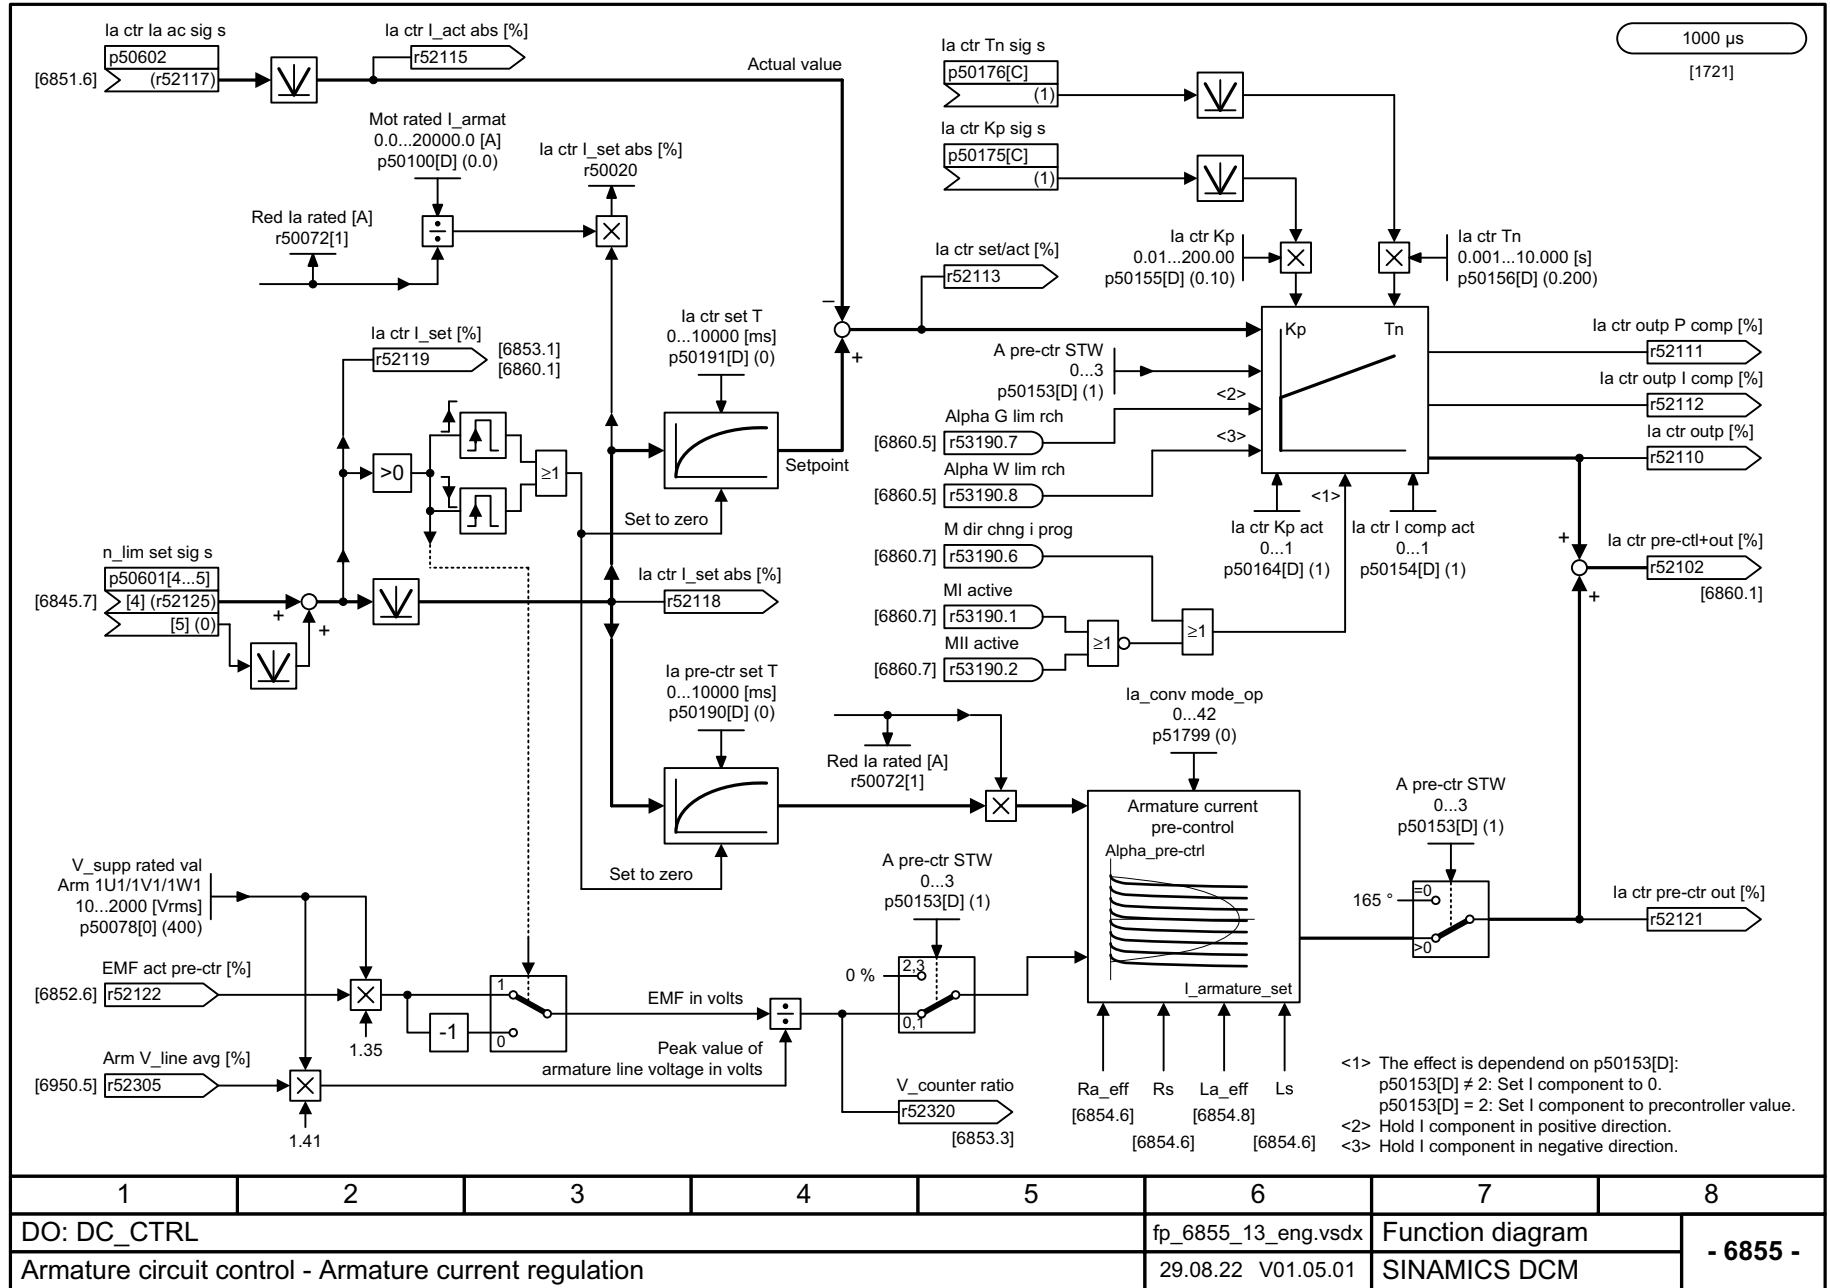 Ia ctr Ia ac sig s
p50602
[6851.6]
(r52117)
Ia ctr I_act abs [%]
r52115
Actual value
Ia ctr Tn sig s
p50176[C]
(1)
Ia ctr Kp sig s
p50175[C]
(1)
1000 µs
[1721]
Mot rated I_armat
0.0...20000.0 [A]
p50100[D] (0.0)
Ia ctr I_set abs [%]
r50020
Red Ia rated [A]
r50072[1]
÷
×
Ia ctr set/act [%]
r52113
Ia ctr Kp
0.01...200.00
p50155[D] (0.10)
×
×
Ia ctr Tn
0.001...10.000 [s]
p50156[D] (0.200)
Ia ctr I_set [%]
r52119
[6853.1]
[6860.1]
Ia ctr set T
0...10000 [ms]
p50191[D] (0)
–
+
A pre-ctr STW
0...3
p50153[D] (1)
Kp
Tn
<2>
<3>
Alpha G lim rch
[6860.5]
r53190.7
Alpha W lim rch
[6860.5]
r53190.8
Ia ctr outp P comp [%]
r52111
Ia ctr outp I comp [%]
r52112
Ia ctr outp [%]
r52110
>0
≥1
Setpoint
Set to zero
<1>
Ia ctr Kp act
0...1
p50164[D] (1)
Ia ctr I comp act
0...1
p50154[D] (1)
M dir chng i prog
[6860.7]
r53190.6
MI active
[6860.7]
r53190.1
MII active
[6860.7]
r53190.2
≥1
≥1
+
+
Ia ctr pre-ctl+out [%]
r52102
[6860.1]
n_lim set sig s
p50601[4...5]
[6845.7]
[4] (r52125)
[5] (0)
+
+
Ia ctr I_set abs [%]
r52118
Ia pre-ctr set T
0...10000 [ms]
p50190[D] (0)
Set to zero
Red Ia rated [A]
r50072[1]
×
Ia_conv mode_op
0...42
p51799 (0)
Armature current
pre-control
Alpha_pre-ctrl
I_armature_set
A pre-ctr STW
0...3
p50153[D] (1)
165 °
=0
>0
Ia ctr pre-ctr out [%]
r52121
V_supp rated val
Arm 1U1/1V1/1W1
10...2000 [Vrms]
p50078[0] (400)
EMF act pre-ctr [%]
[6852.6]
r52122
×
1.35
-1
1
0
EMF in volts
÷
A pre-ctr STW
0...3
p50153[D] (1)
0 %
2,3
0,1
Arm V_line avg [%]
[6950.5]
r52305
×
1.41
Peak value of
armature line voltage in volts
V_counter ratio
r52320
[6853.3]
Ra_eff
[6854.6]
Rs
[6854.6]
La_eff
[6854.8]
Ls
[6854.6]
<1> The effect is dependend on p50153[D]:
p50153[D] ≠ 2: Set I component to 0.
p50153[D] = 2: Set I component to precontroller value.
<2> Hold I component in positive direction.
<3> Hold I component in negative direction.
1 2 3 4 5 6 7 8
DO: DC_CTRL
fp_6855_13_eng.vsdx
Function diagram
- 6855 -
Armature circuit control - Armature current regulation
29.08.22 V01.05.01
SINAMICS DCM